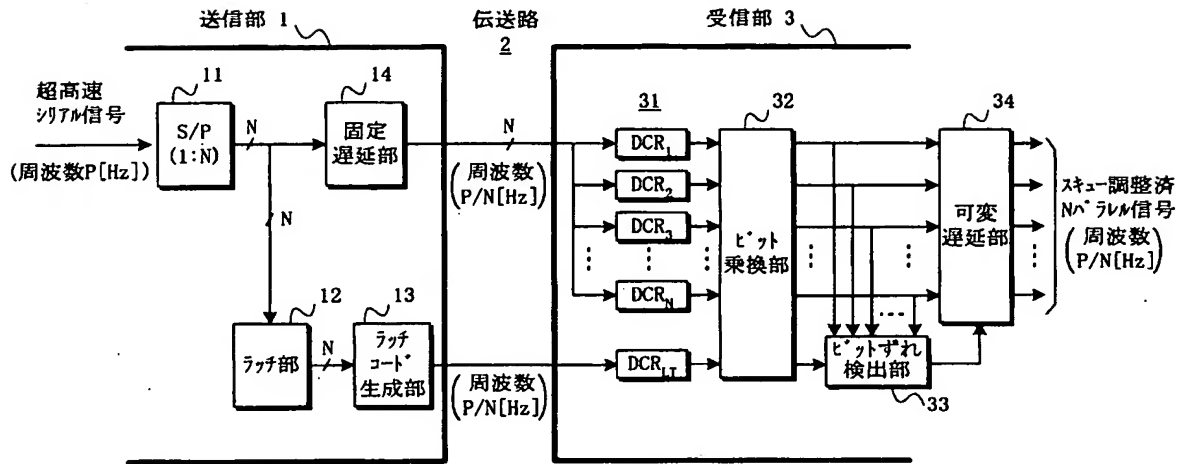 送信部 1
伝送路
2
受信部 3
超高速
シリアル信号
(周波数P[Hz])
11
S/P
(1:N)
N
14
固定
遅延部
N
(周波数
P/N[Hz])
N
12
ラッチ部
N
13
ラッチ
コード
生成部
(周波数
P/N[Hz])
31
DCR1
DCR2
DCR3
DCRN
DCRLT
32
ビット
乗換部
34
可変
遅延部
ビットずれ
検出部
33
スキュー調整済
Nパラレル信号
(周波数
P/N[Hz])